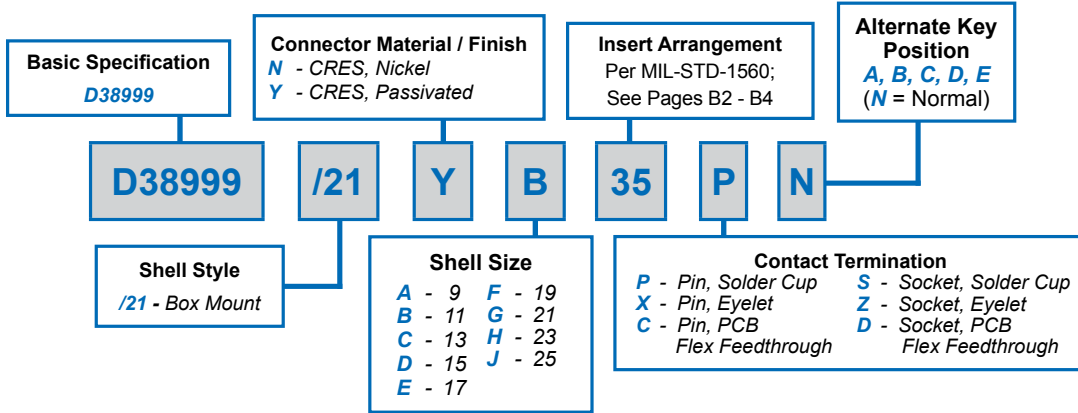 Basic Specification
D38999
Connector Material / Finish
N - CRES, Nickel
Y - CRES, Passivated
Insert Arrangement
Per MIL-STD-1560;
See Pages B2 - B4
Alternate Key
Position
A, B, C, D, E
(N = Normal)
D38999 /21 Y B 35 P N
Shell Style
/21 - Box Mount
Shell Size
A - 9 F - 19
B - 11 G - 21
C - 13 H - 23
D - 15 J - 25
E - 17
Contact Termination
P - Pin, Solder Cup S - Socket, Solder Cup
X - Pin, Eyelet Z - Socket, Eyelet
C - Pin, PCB D - Socket, PCB
Flex Feedthrough Flex Feedthrough